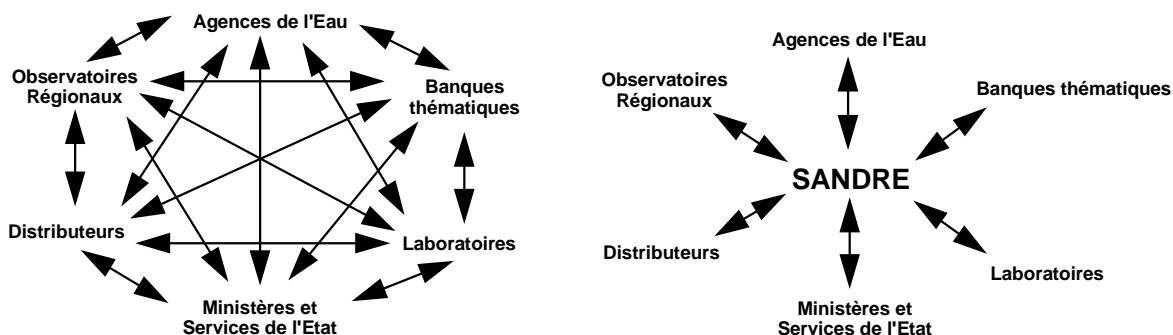 Agences de l'Eau
Observatoires
Régionaux
Banques
thématiques
Distributeurs
Laboratoires
Ministères et
Services de l'Etat
Agences de l'Eau
Observatoires
Régionaux
Banques thématiques
SANDRE
Distributeurs
Laboratoires
Ministères et
Services de l'Etat